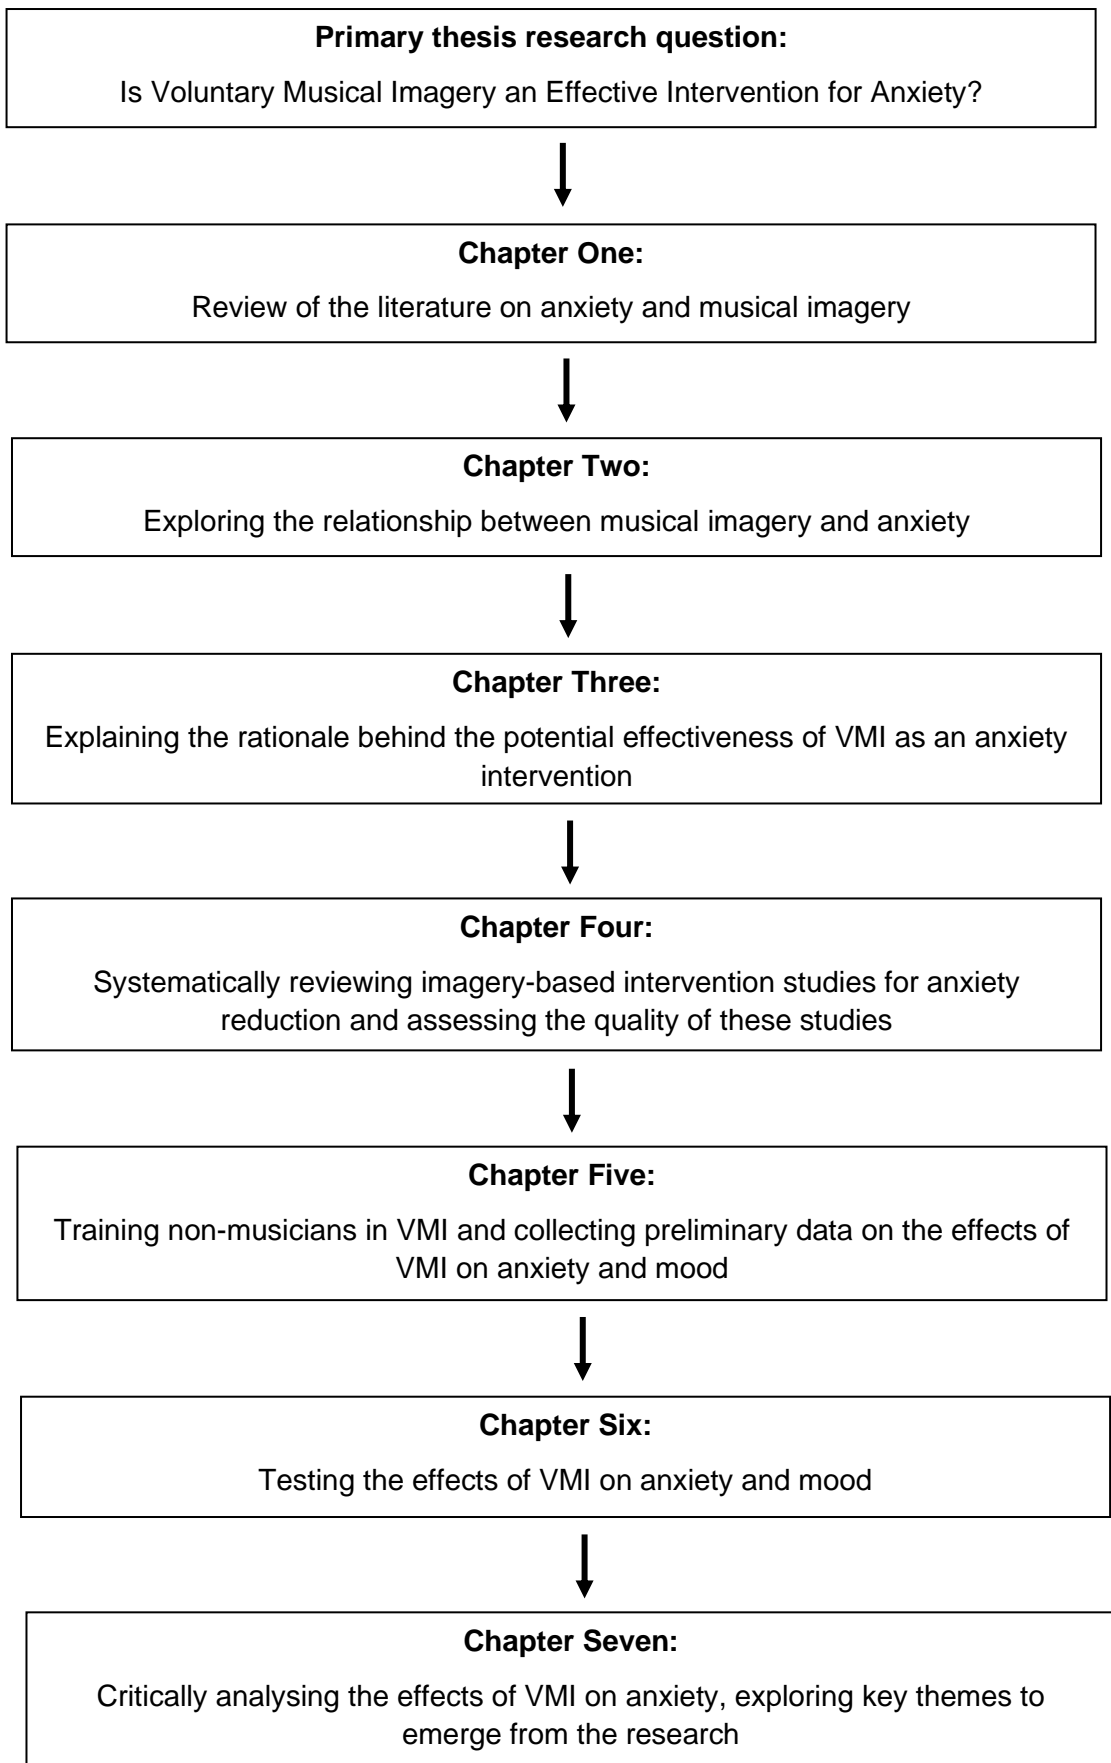 Primary thesis research question:
Is Voluntary Musical Imagery an Effective Intervention for Anxiety?
Chapter One:
Review of the literature on anxiety and musical imagery
Chapter Two:
Exploring the relationship between musical imagery and anxiety
Chapter Three:
Explaining the rationale behind the potential effectiveness of VMI as an anxiety
intervention
Chapter Four:
Systematically reviewing imagery-based intervention studies for anxiety
reduction and assessing the quality of these studies
Chapter Five:
Training non-musicians in VMI and collecting preliminary data on the effects of
VMI on anxiety and mood
Chapter Six:
Testing the effects of VMI on anxiety and mood
Chapter Seven:
Critically analysing the effects of VMI on anxiety, exploring key themes to
emerge from the research